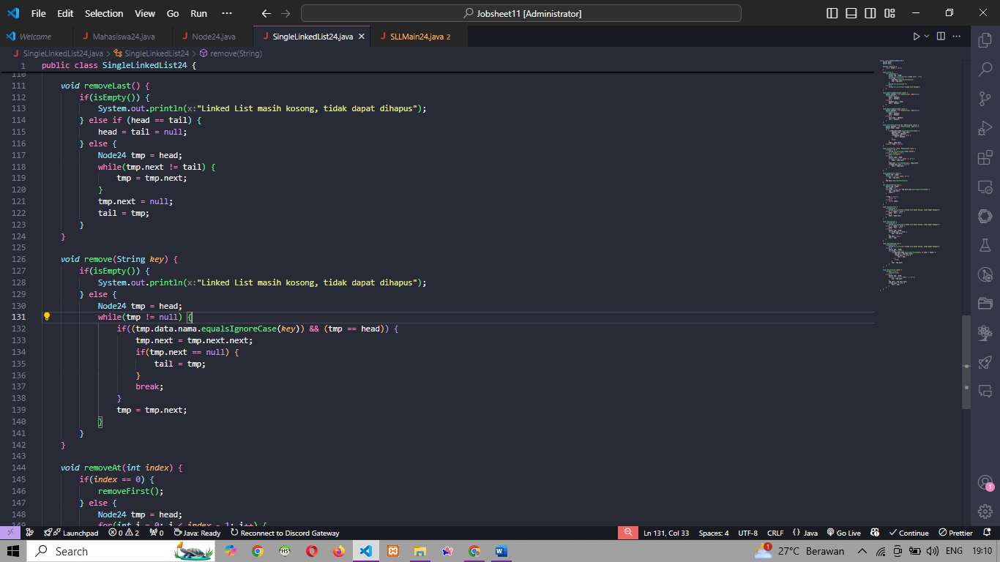 File Edit Selection View Go Run ··· Jobsheet11 [Administrator]
Welcome Mahasiswa24.java Node24.java SingleLinkedList24.java SLLMain24.java 2
SingleLinkedList24.java > SingleLinkedList24 > remove(String)
1 public class SingleLinkedList24 {
110
111 void removeLast() {
112 if(isEmpty()) {
113 System.out.println(x:"Linked List masih kosong, tidak dapat dihapus");
114 } else if (head == tail) {
115 head = tail = null;
116 } else {
117 Node24 tmp = head;
118 while(tmp.next != tail) {
119 tmp = tmp.next;
120 }
121 tmp.next = null;
122 tail = tmp;
123 }
124 }
125
126 void remove(String key) {
127 if(isEmpty()) {
128 System.out.println(x:"Linked List masih kosong, tidak dapat dihapus");
129 } else {
130 Node24 tmp = head;
131 while(tmp != null) {
132 if((tmp.data.nama.equalsIgnoreCase(key)) && (tmp == head)) {
133 tmp.next = tmp.next.next;
134 if(tmp.next == null) {
135 tail = tmp;
136 }
137 break;
138 }
139 tmp = tmp.next;
140 }
141 }
142 }
143
144 void removeAt(int index) {
145 if(index == 0) {
146 removeFirst();
147 } else {
148 Node24 tmp = head;
149 for(int i = 0; i < index - 1; i++) {
Launchpad 0 2 0 Java: Ready Reconnect to Discord Gateway Ln 131, Col 33 Spaces: 4 UTF-8 CRLF {} Java Go Live Continue Prettier
Search 1 27°C Berawan ENG 19:10